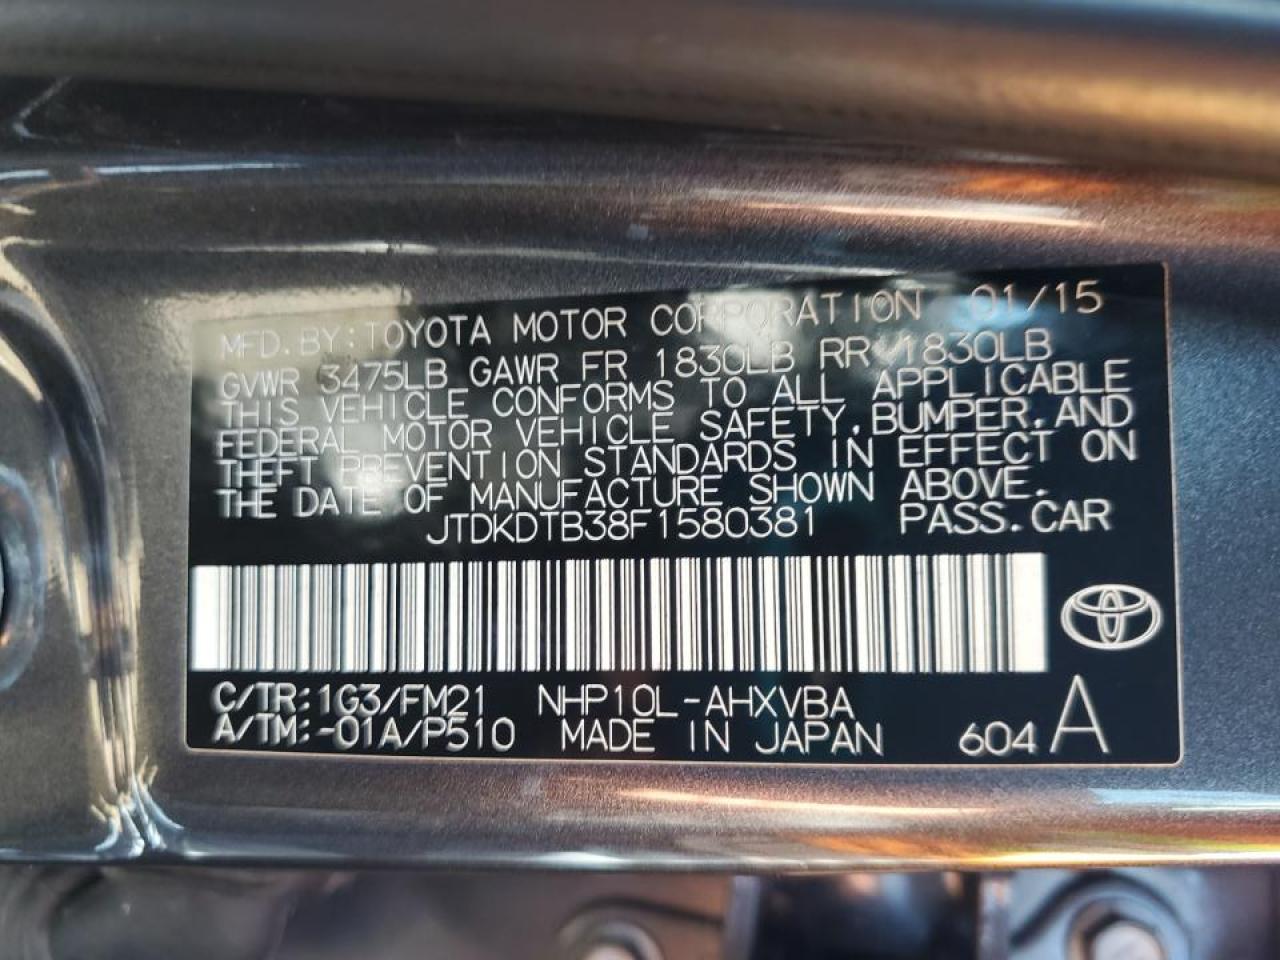 MFD. BY: TOYOTA MOTOR CORPORATION 01/15
GVWR 3475LB GAWR FR 1830LB RR 1830LB
THIS VEHICLE CONFORMS TO ALL APPLICABLE
FEDERAL MOTOR VEHICLE SAFETY, BUMPER, AND
THEFT PREVENTION STANDARDS IN EFFECT ON
THE DATE OF MANUFACTURE SHOWN ABOVE.
JTDKDTB38F1580381 PASS. CAR
C/TR: 1G3/FM21 NHP10L-AHXVBA
A/TM: -01A/P510 MADE IN JAPAN 604 A